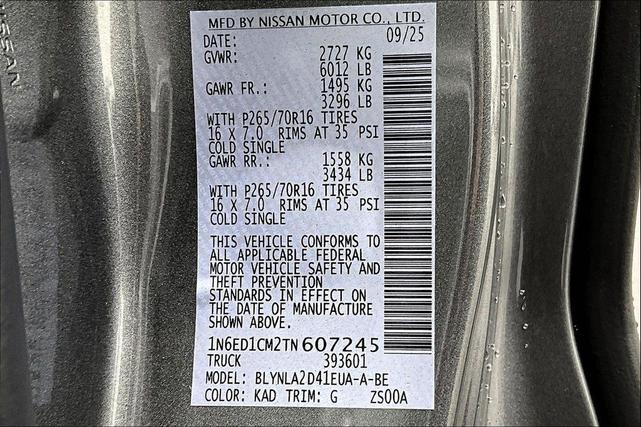 NISSAN
MFD BY NISSAN MOTOR CO., LTD.
DATE: 09/25
GVWR: 2727 KG
6012 LB
GAWR FR.: 1495 KG
3296 LB
WITH P265/70R16 TIRES
16 X 7.0 RIMS AT 35 PSI
COLD SINGLE
GAWR RR.: 1558 KG
3434 LB
WITH P265/70R16 TIRES
16 X 7.0 RIMS AT 35 PSI
COLD SINGLE
THIS VEHICLE CONFORMS TO
ALL APPLICABLE FEDERAL
MOTOR VEHICLE SAFETY AND
THEFT PREVENTION
STANDARDS IN EFFECT ON
THE DATE OF MANUFACTURE
SHOWN ABOVE.
1N6ED1CM2TN607245
TRUCK 393601
MODEL: BLYNLA2D41EUA-A-BE
COLOR: KAD TRIM: G ZS00A